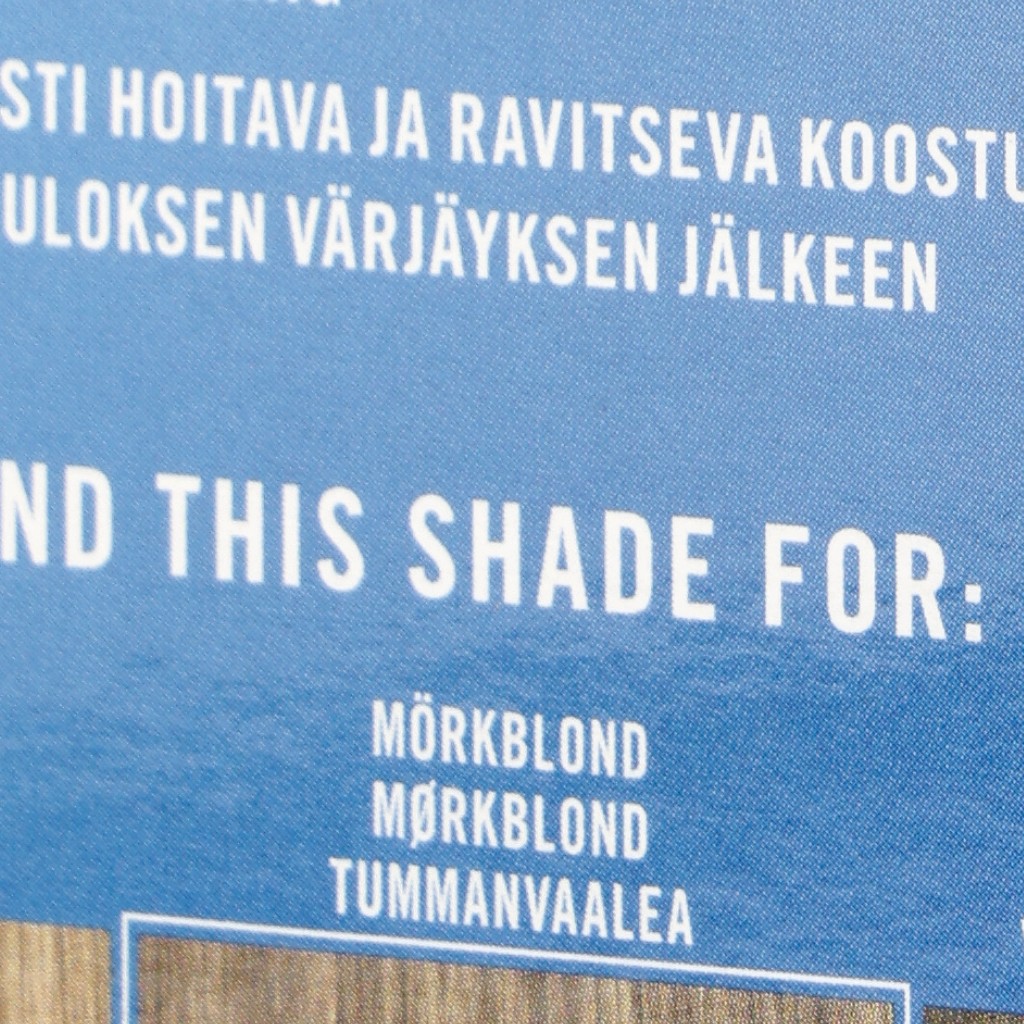 STI HOITAVA JA RAVITSEVA KOOSTU
ULOKSEN VÄRJÄYKSEN JÄLKEEN
ND THIS SHADE FOR:
MÖRKBLOND
MØRKBLOND
TUMMANVAALEA